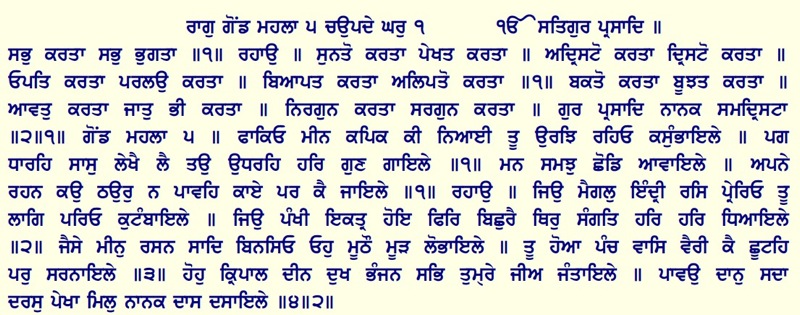 ਰਾਗੁ ਗੋਂਡ ਮਹਲਾ ੫ ਚਉਪਦੇ ਘਰੁ ੧ ੴ ਸਤਿਗੁਰ ਪ੍ਰਸਾਦਿ ॥
ਸਭੁ ਕਰਤਾ ਸਭੁ ਭੁਗਤਾ ॥੧॥ ਰਹਾਉ ॥ ਸੁਨਤੋ ਕਰਤਾ ਪੇਖਤ ਕਰਤਾ ॥ ਅਦ੍ਰਿਸਟੋ ਕਰਤਾ ਦ੍ਰਿਸਟੋ ਕਰਤਾ ॥
ਓਪਤਿ ਕਰਤਾ ਪਰਲਉ ਕਰਤਾ ॥ ਬਿਆਪਤ ਕਰਤਾ ਅਲਿਪਤੋ ਕਰਤਾ ॥੧॥ ਬਕਤੋ ਕਰਤਾ ਬੂਝਤ ਕਰਤਾ ॥
ਆਵਤੁ ਕਰਤਾ ਜਾਤੁ ਭੀ ਕਰਤਾ ॥ ਨਿਰਗੁਨ ਕਰਤਾ ਸਰਗੁਨ ਕਰਤਾ ॥ ਗੁਰ ਪ੍ਰਸਾਦਿ ਨਾਨਕ ਸਮਦ੍ਰਿਸਟਾ
॥੨॥੧॥ ਗੋਂਡ ਮਹਲਾ ੫ ॥ ਫਾਕਿਓ ਮੀਨ ਕਪਿਕ ਕੀ ਨਿਆਈ ਤੂ ਉਰਝਿ ਰਹਿਓ ਕਸੁੰਭਾਇਲੇ ॥ ਪਗ
ਧਾਰਹਿ ਸਾਸੁ ਲੇਖੈ ਲੈ ਤਉ ਉਧਰਹਿ ਹਰਿ ਗੁਣ ਗਾਇਲੇ ॥੧॥ ਮਨ ਸਮਝੁ ਛੋਡਿ ਆਵਾਇਲੇ ॥ ਅਪਨੇ
ਰਹਨ ਕਉ ਠਉਰੁ ਨ ਪਾਵਹਿ ਕਾਏ ਪਰ ਕੈ ਜਾਇਲੇ ॥੧॥ ਰਹਾਉ ॥ ਜਿਉ ਮੈਗਲੁ ਇੰਦ੍ਰੀ ਰਸਿ ਪ੍ਰੇਰਿਓ ਤੂ
ਲਾਗਿ ਪਰਿਓ ਕੁਟੰਬਾਇਲੇ ॥ ਜਿਉ ਪੰਖੀ ਇਕਤ੍ਰ ਹੋਇ ਫਿਰਿ ਬਿਛੁਰੈ ਥਿਰੁ ਸੰਗਤਿ ਹਰਿ ਹਰਿ ਧਿਆਇਲੇ
॥੨॥ ਜੈਸੇ ਮੀਨੁ ਰਸਨ ਸਾਦਿ ਬਿਨਸਿਓ ਓਹੁ ਮੂਠੌ ਮੂੜ ਲੋਭਾਇਲੇ ॥ ਤੂ ਹੋਆ ਪੰਚ ਵਾਸਿ ਵੈਰੀ ਕੈ ਛੂਟਹਿ
ਪਰੁ ਸਰਨਾਇਲੇ ॥੩॥ ਹੋਹੁ ਕ੍ਰਿਪਾਲ ਦੀਨ ਦੁਖ ਭੰਜਨ ਸਭਿ ਤੁਮ੍ਰੇ ਜੀਅ ਜੰਤਾਇਲੇ ॥ ਪਾਵਉ ਦਾਨੁ ਸਦਾ
ਦਰਸੁ ਪੇਖਾ ਮਿਲੁ ਨਾਨਕ ਦਾਸ ਦਸਾਇਲੇ ॥੪॥੨॥